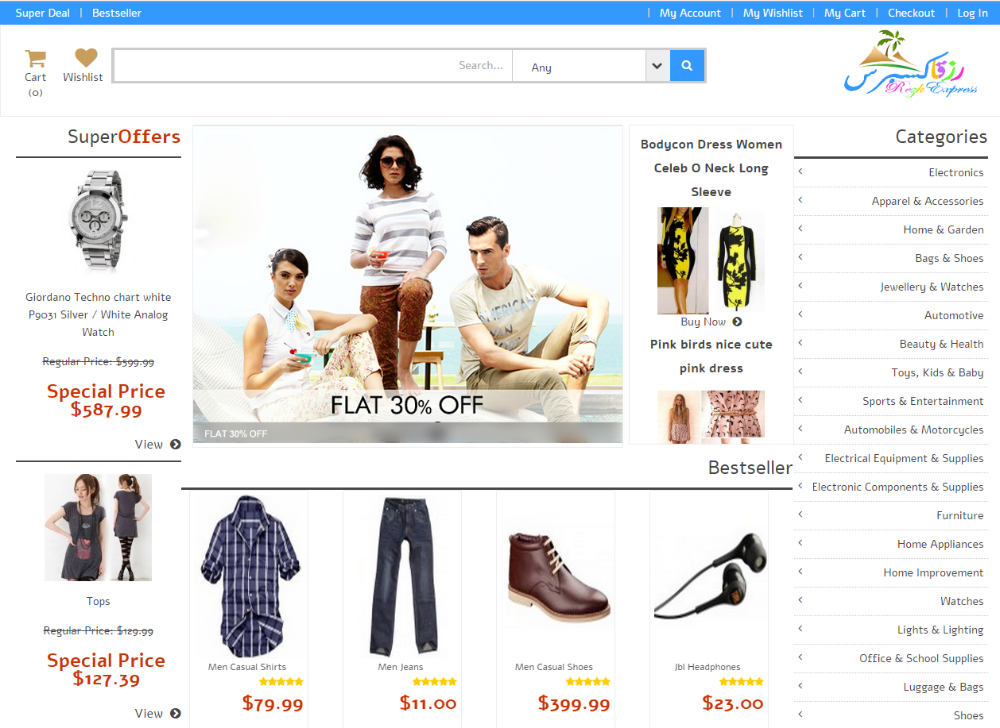 Super Deal | Bestseller
| My Account | My Wishlist | My Cart | Checkout | Log In
Cart
(0)
Wishlist
Search...
Any
رزق اكسبرس
Rezk Express
SuperOffers
Giordano Techno chart white
P9031 Silver / White Analog
Watch
Regular Price: $599.99
Special Price
$587.99
View
Tops
Regular Price: $129.99
Special Price
$127.39
View
FLAT 30% OFF
FLAT 30% OFF
Bodycon Dress Women
Celeb O Neck Long
Sleeve
Buy Now
Pink birds nice cute
pink dress
Bestseller
Men Casual Shirts
$79.99
Men Jeans
$11.00
Men Casual Shoes
$399.99
Jbl Headphones
$23.00
Categories
Electronics
Apparel & Accessories
Home & Garden
Bags & Shoes
Jewellery & Watches
Automotive
Beauty & Health
Toys, Kids & Baby
Sports & Entertainment
Automobiles & Motorcycles
Electrical Equipment & Supplies
Electronic Components & Supplies
Furniture
Home Appliances
Home Improvement
Watches
Lights & Lighting
Office & School Supplies
Luggage & Bags
Shoes